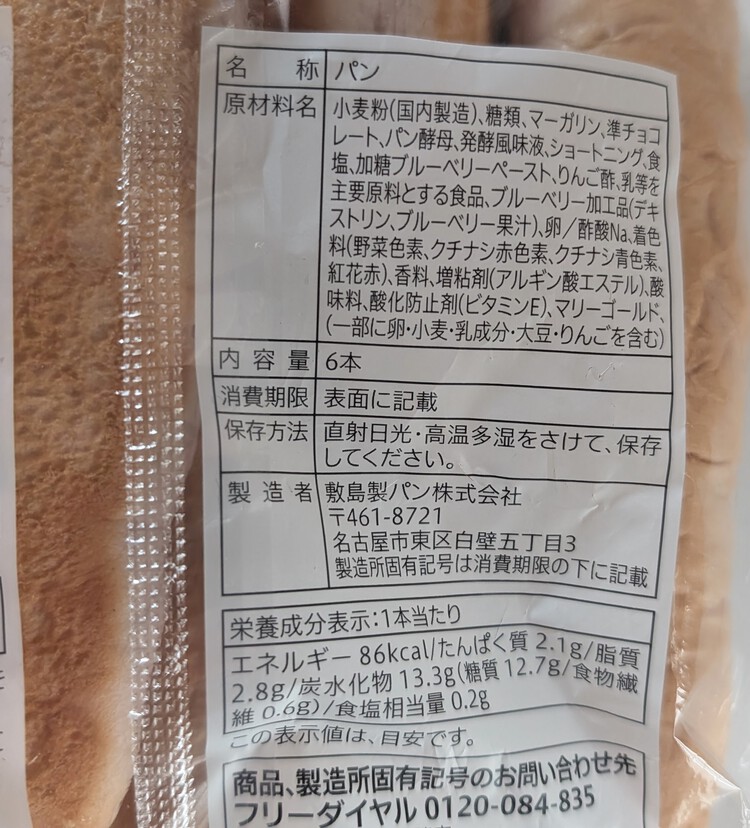 名称 パン
原材料名 小麦粉(国内製造)、糖類、マーガリン、準チョコ
レート、パン酵母、発酵風味液、ショートニング、食
塩、加糖ブルーベリーペースト、りんご酢、乳等を
主要原料とする食品、ブルーベリー加工品(デキ
ストリン、ブルーベリー果汁)、卵／酢酸Na、着色
料(野菜色素、クチナシ赤色素、クチナシ青色素、
紅花赤)、香料、増粘剤(アルギン酸エステル)、酸
味料、酸化防止剤(ビタミンE)、マリーゴールド、
(一部に卵・小麦・乳成分・大豆・りんごを含む)
内容量 6本
消費期限 表面に記載
保存方法 直射日光・高温多湿をさけて、保存
してください。
製造者 敷島製パン株式会社
〒461-8721
名古屋市東区白壁五丁目3
製造所固有記号は消費期限の下に記載
栄養成分表示:1本当たり
エネルギー 86kcal/たんぱく質 2.1g/脂質
2.8g/炭水化物 13.3g(糖質 12.7g/食物繊
維 0.6g)/食塩相当量 0.2g
この表示値は、目安です。
商品、製造所固有記号のお問い合わせ先
フリーダイヤル 0120-084-835